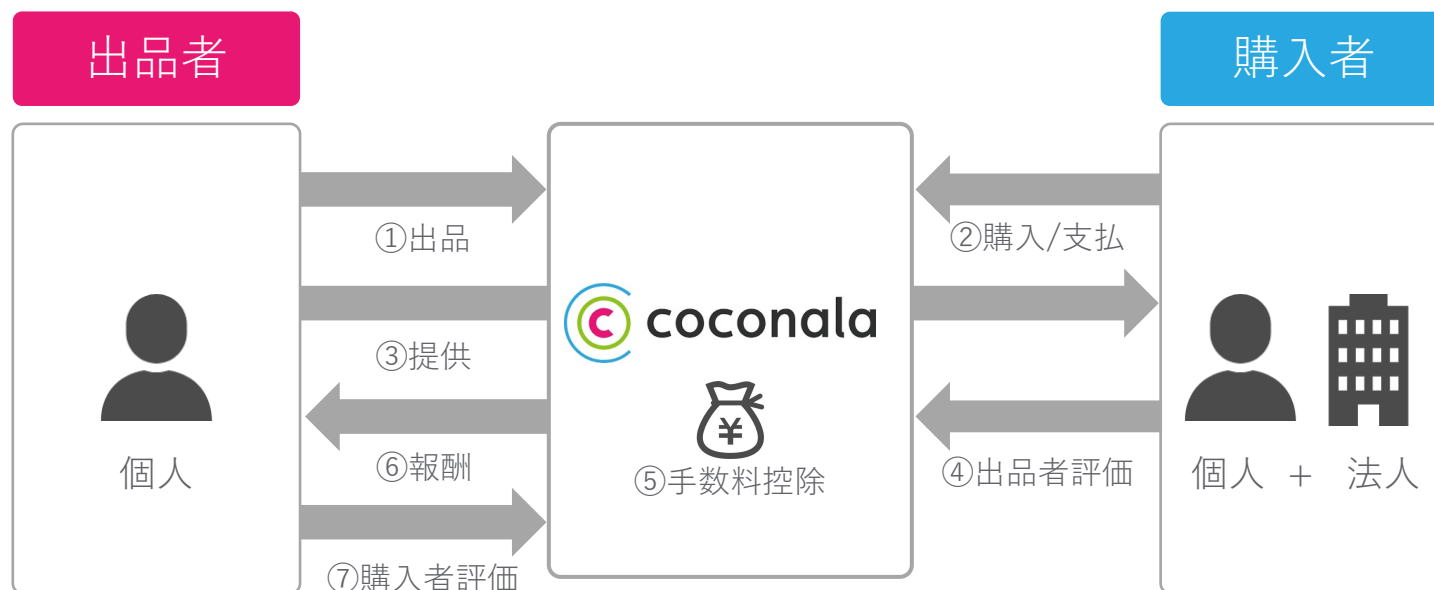 出品者
購入者
①出品
②購入/支払
c coconala
③提供
¥
⑥報酬
⑤手数料控除
④出品者評価
個人
個人 + 法人
⑦購入者評価